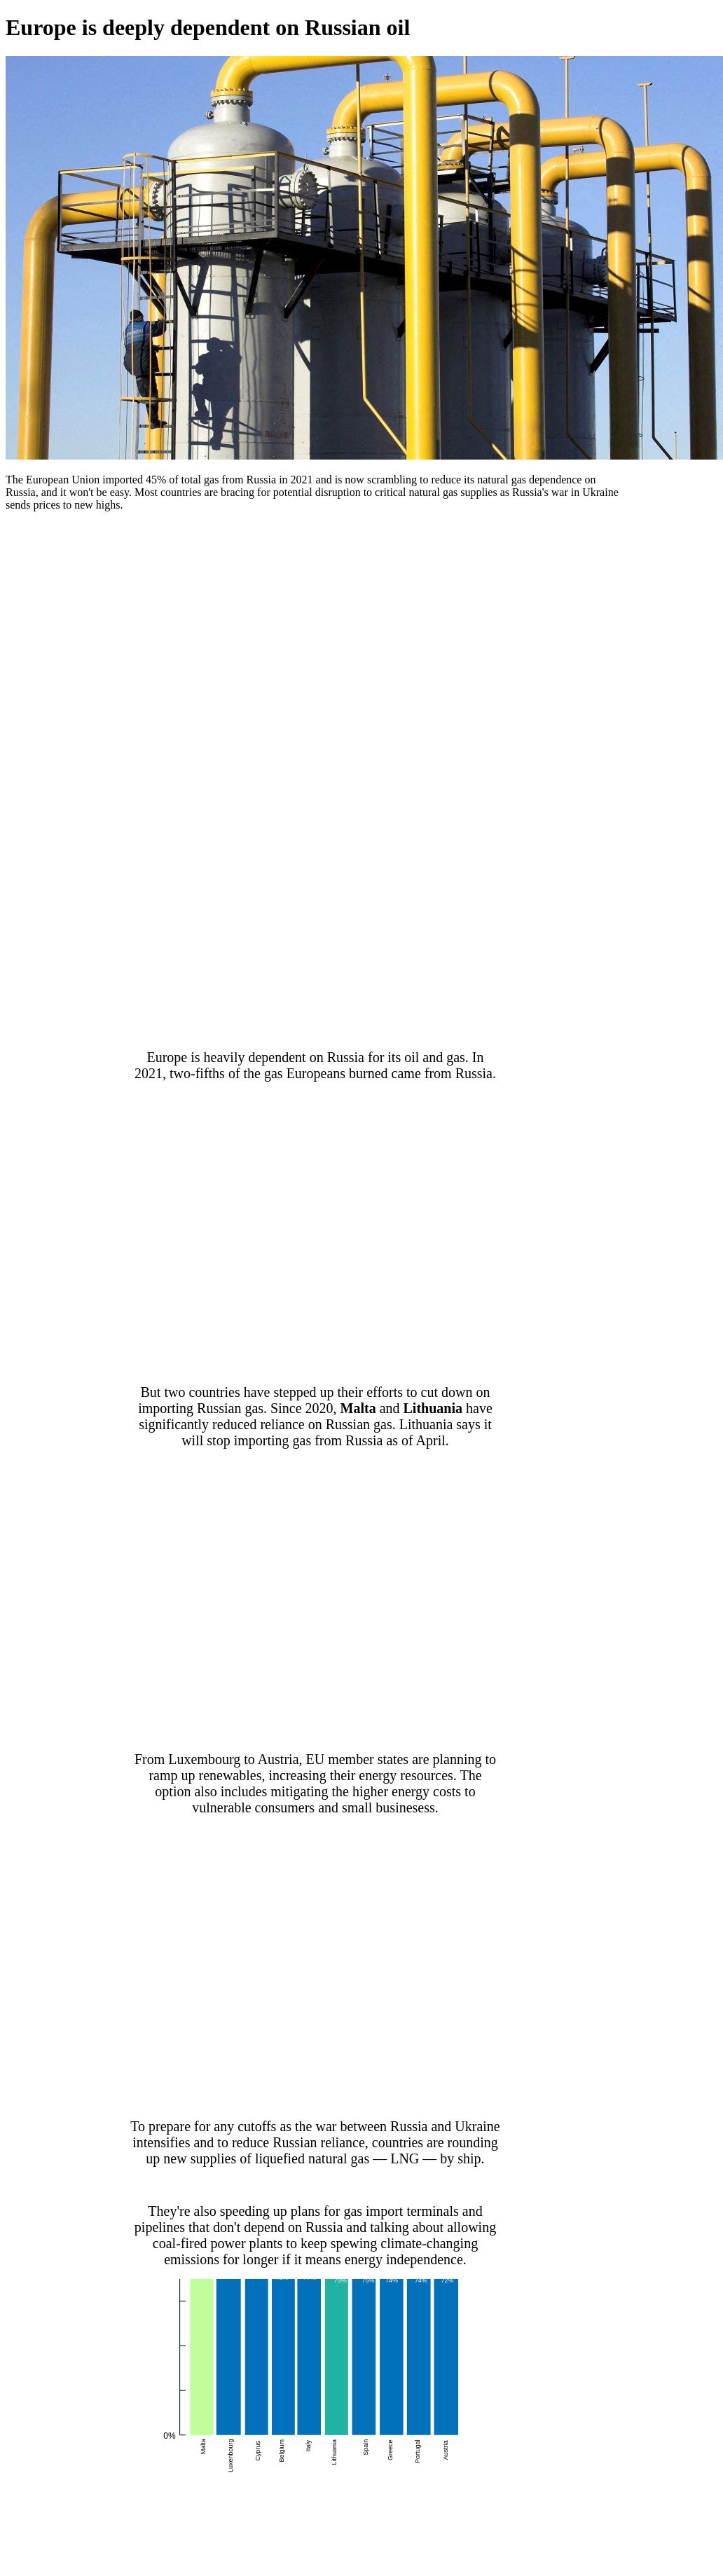 Europe is deeply dependent on Russian oil
The European Union imported 45% of total gas from Russia in 2021 and is now scrambling to reduce its natural gas dependence on
Russia, and it won't be easy. Most countries are bracing for potential disruption to critical natural gas supplies as Russia's war in Ukraine
sends prices to new highs.
Europe is heavily dependent on Russia for its oil and gas. In
2021, two-fifths of the gas Europeans burned came from Russia.
But two countries have stepped up their efforts to cut down on
importing Russian gas. Since 2020, Malta and Lithuania have
significantly reduced reliance on Russian gas. Lithuania says it
will stop importing gas from Russia as of April.
From Luxembourg to Austria, EU member states are planning to
ramp up renewables, increasing their energy resources. The
option also includes mitigating the higher energy costs to
vulnerable consumers and small businesess.
To prepare for any cutoffs as the war between Russia and Ukraine
intensifies and to reduce Russian reliance, countries are rounding
up new supplies of liquefied natural gas — LNG — by ship.
They're also speeding up plans for gas import terminals and
pipelines that don't depend on Russia and talking about allowing
coal-fired power plants to keep spewing climate-changing
emissions for longer if it means energy independence.
75% 75% 74% 74% 72%
0%
Malta
Luxenbourg
Cyprus
Belgium
Italy
Lithuania
Spain
Greece
Portugal
Austria